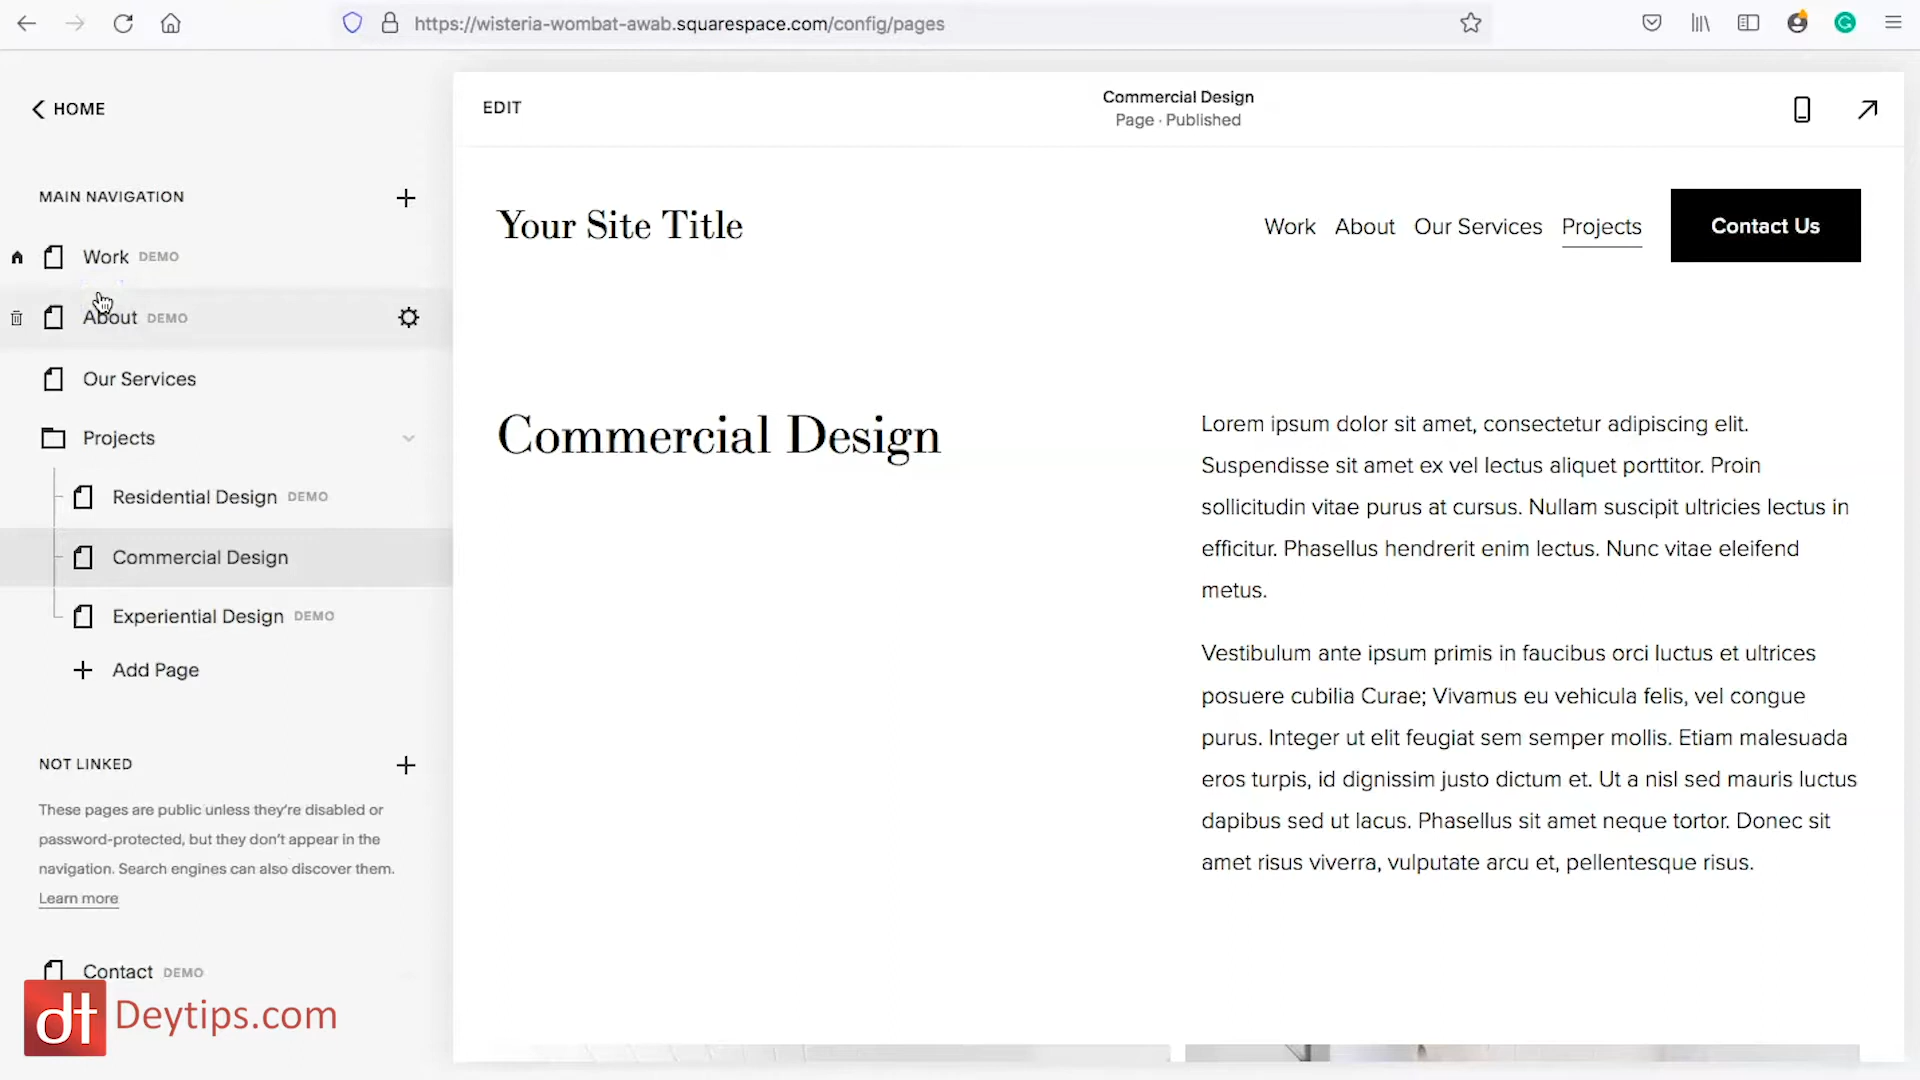 https://wisteria-wombat-awab.squarespace.com/config/pages
HOME
MAIN NAVIGATION
Work DEMO
About DEMO
Our Services
Projects
Residential Design DEMO
Commercial Design
Experiential Design DEMO
Add Page
NOT LINKED
These pages are public unless they're disabled or
password-protected, but they don't appear in the
navigation. Search engines can also discover them.
Learn more
Contact DEMO
dt Deytips.com
EDIT
Commercial Design
Page · Published
Your Site Title
Work About Our Services Projects Contact Us
Commercial Design
Lorem ipsum dolor sit amet, consectetur adipiscing elit.
Suspendisse sit amet ex vel lectus aliquet porttitor. Proin
sollicitudin vitae purus at cursus. Nullam suscipit ultricies lectus in
efficitur. Phasellus hendrerit enim lectus. Nunc vitae eleifend
metus.
Vestibulum ante ipsum primis in faucibus orci luctus et ultrices
posuere cubilia Curae; Vivamus eu vehicula felis, vel congue
purus. Integer ut elit feugiat sem semper mollis. Etiam malesuada
eros turpis, id dignissim justo dictum et. Ut a nisl sed mauris luctus
dapibus sed ut lacus. Phasellus sit amet neque tortor. Donec sit
amet risus viverra, vulputate arcu et, pellentesque risus.